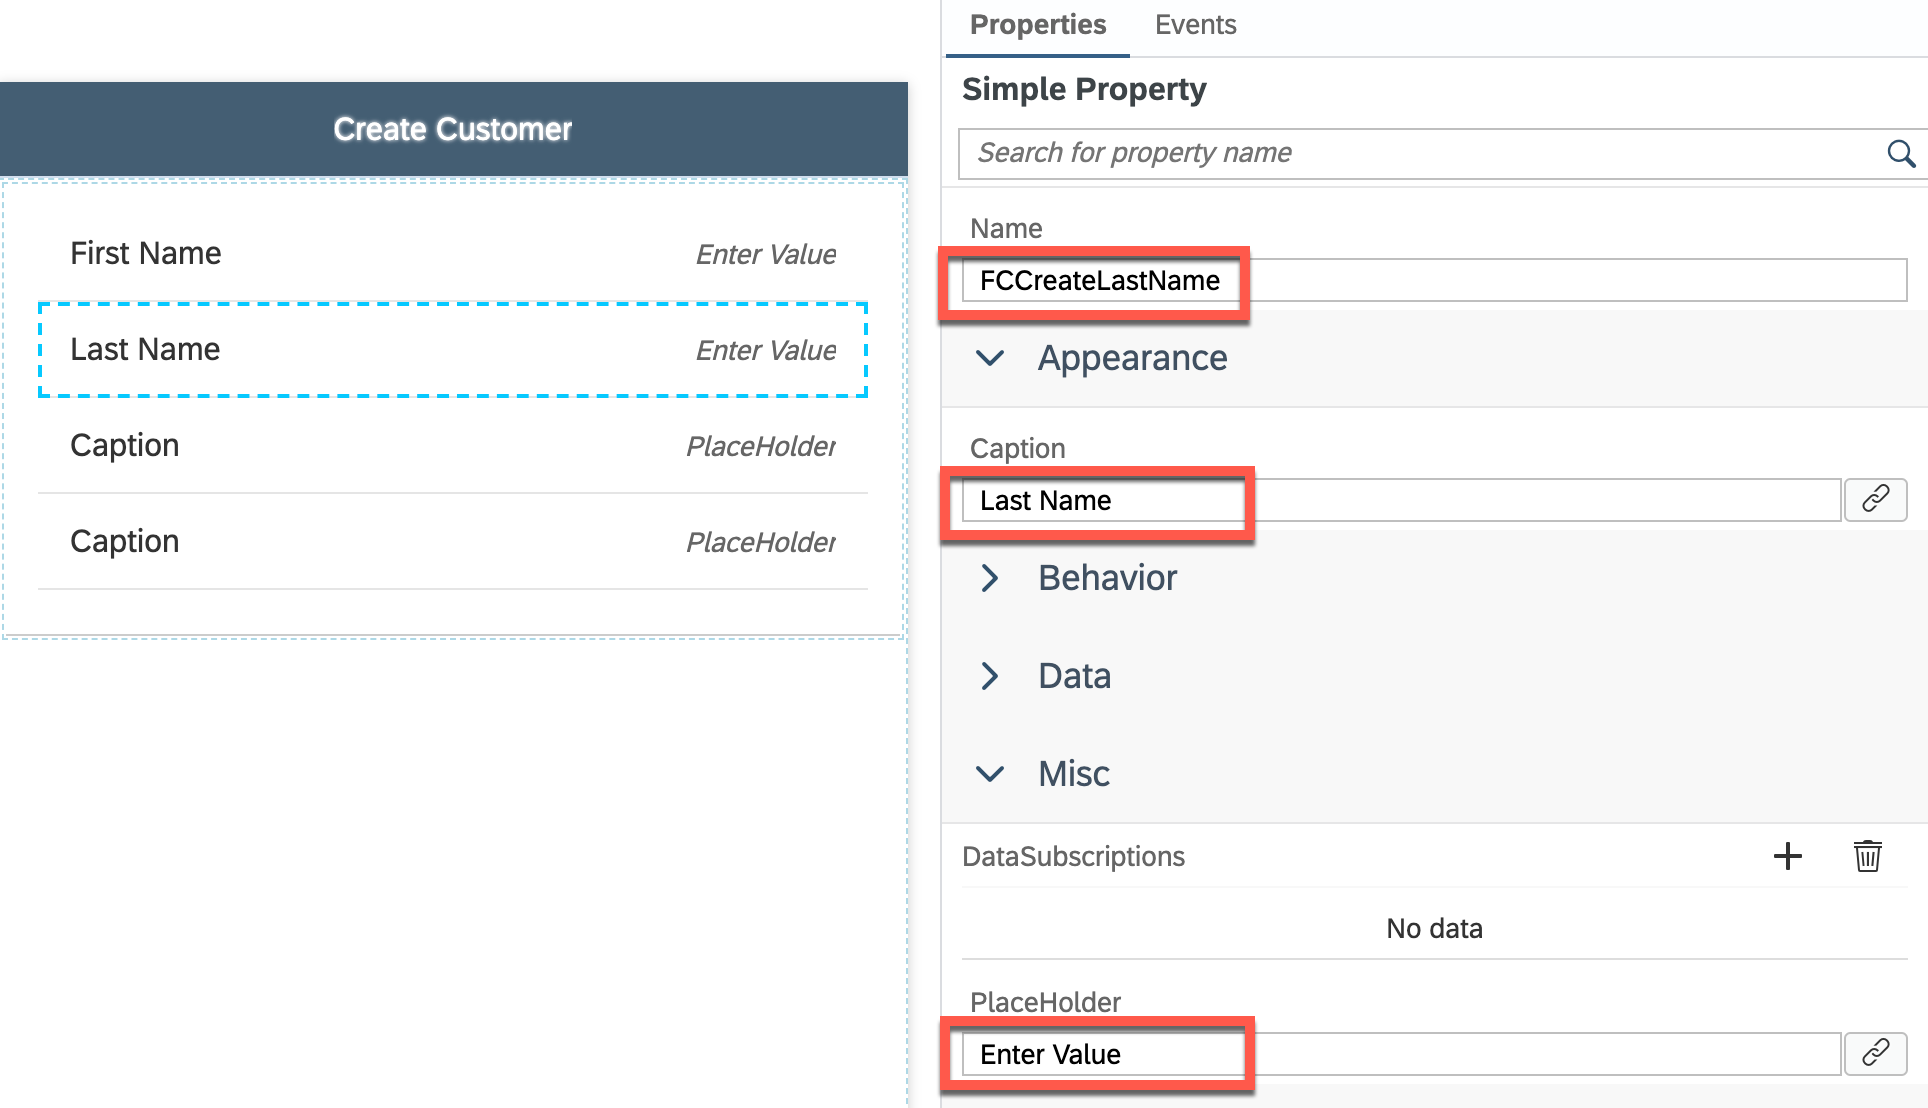 Create Customer
First Name Enter Value
Last Name Enter Value
Caption PlaceHolder
Caption PlaceHolder
Properties Events
Simple Property
Search for property name
Name
FCCreateLastName
Appearance
Caption
Last Name
Behavior
Data
Misc
DataSubscriptions
No data
PlaceHolder
Enter Value